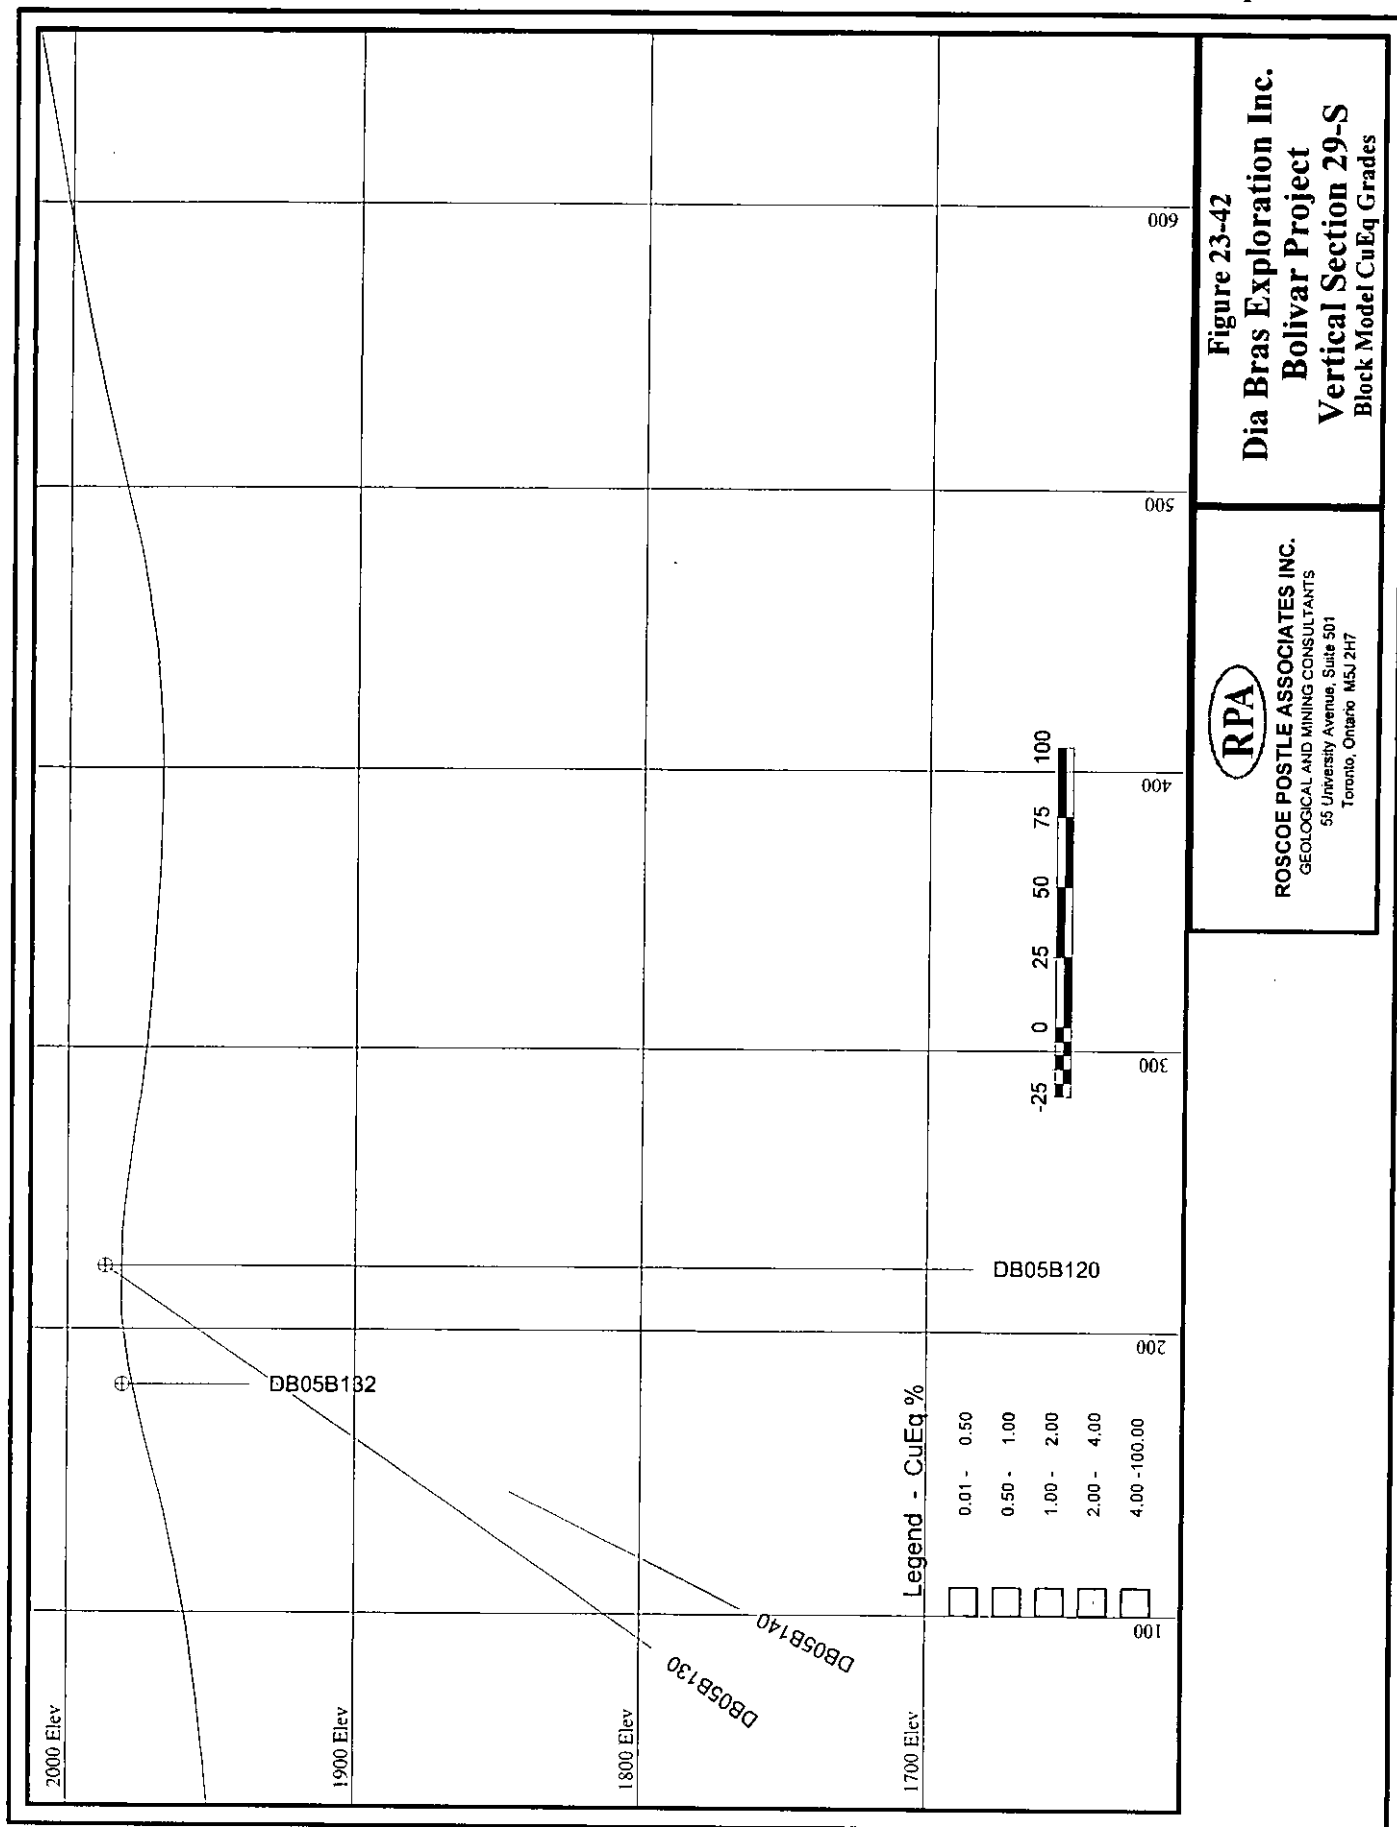 2000 Elev
1900 Elev
1800 Elev
1700 Elev
DB05B132
DB05B120
DB05B130
DB05B140
100
200
300
400
500
600
-25 0 25 50 75 100
Legend - CuEq %
0.01 - 0.50
0.50 - 1.00
1.00 - 2.00
2.00 - 4.00
4.00 -100.00
RPA
ROSCOE POSTLE ASSOCIATES INC.
GEOLOGICAL AND MINING CONSULTANTS
55 University Avenue, Suite 501
Toronto, Ontario M5J 2H7
Figure 23-42
Dia Bras Exploration Inc.
Bolivar Project
Vertical Section 29-S
Block Model CuEq Grades